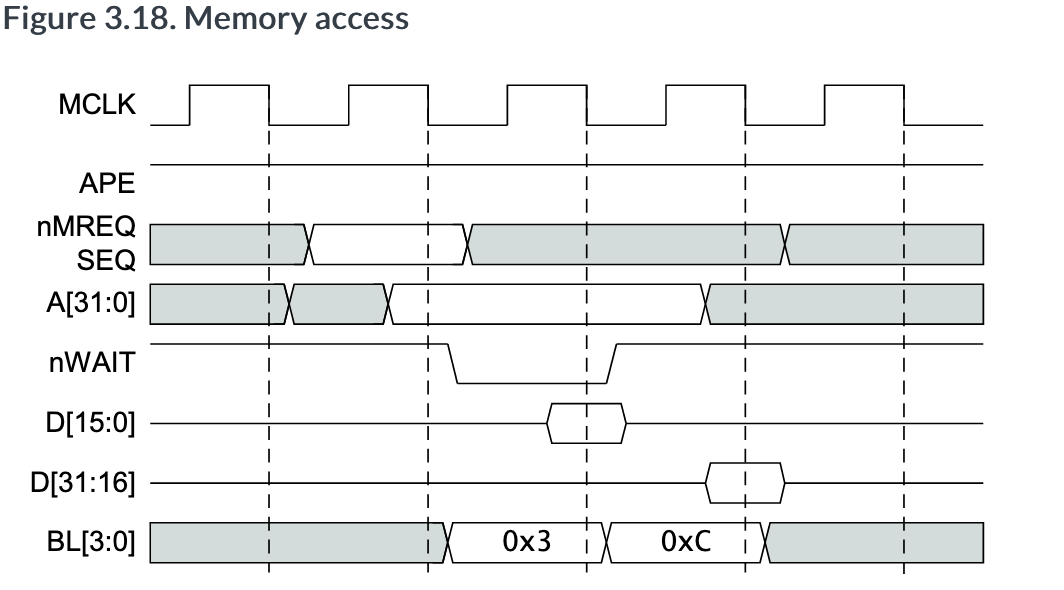 Figure 3.18. Memory access
MCLK
APE
nMREQ
SEQ
A[31:0]
nWAIT
D[15:0]
D[31:16]
BL[3:0]
0x3
0xC